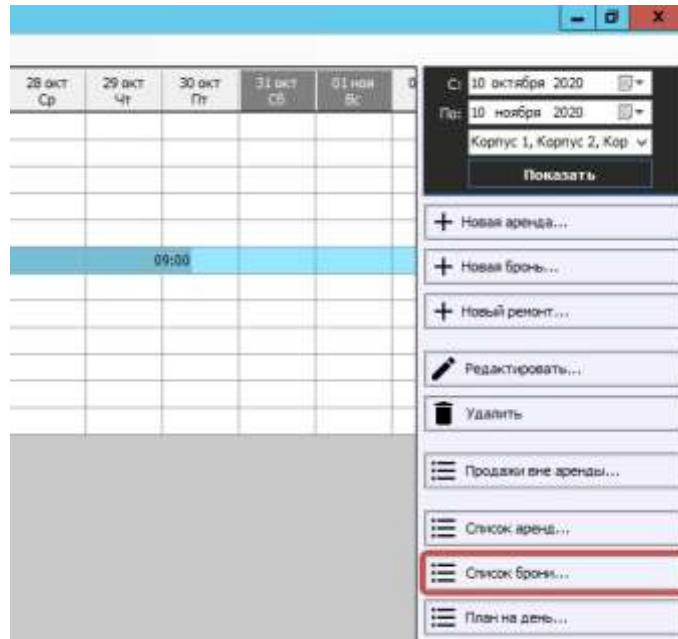 28 окт 29 окт 30 окт 31 окт 01 ноя 0
Ср Чт Пт Сб Вс
С: 10 октября 2020
По: 10 ноября 2020
Корпус 1, Корпус 2, Кор
Показать
Новая аренда...
09:00
Новая бронь...
Новый ремонт...
Редактировать...
Удалить
Продажи вне аренды...
Список аренд...
Список брони...
План на день...